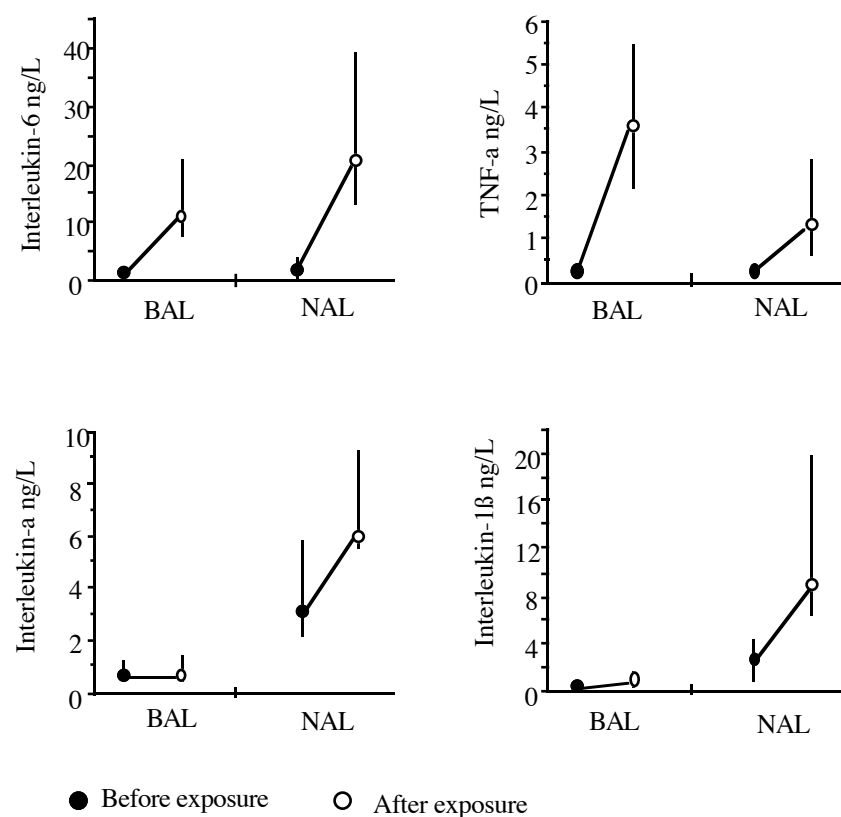 Interleukin-6 ng/L
40
30
20
10
0
BAL NAL
TNF-a ng/L
6
5
4
3
2
1
0
BAL NAL
Interleukin-a ng/L
10
8
6
4
2
0
BAL NAL
Interleukin-1ß ng/L
20
16
12
8
4
0
BAL NAL
Before exposure After exposure